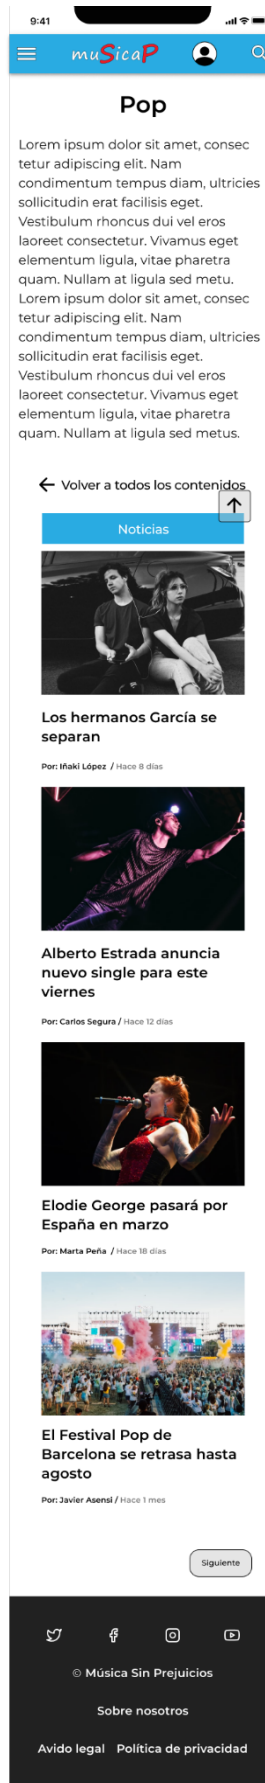 9:41
muSicaP
Pop
Lorem ipsum dolor sit amet, consec
tetur adipiscing elit. Nam
condimentum tempus diam, ultricies
sollicitudin erat facilisis eget.
Vestibulum rhoncus dui vel eros
laoreet consectetur. Vivamus eget
elementum ligula, vitae pharetra
quam. Nullam at ligula sed metu.
Lorem ipsum dolor sit amet, consec
tetur adipiscing elit. Nam
condimentum tempus diam, ultricies
sollicitudin erat facilisis eget.
Vestibulum rhoncus dui vel eros
laoreet consectetur. Vivamus eget
elementum ligula, vitae pharetra
quam. Nullam at ligula sed metus.
Volver a todos los contenidos
Noticias
Los hermanos García se
separan
Por: Iñaki López / Hace 8 días
Alberto Estrada anuncia
nuevo single para este
viernes
Por: Carlos Segura / Hace 12 días
Elodie George pasará por
España en marzo
Por: Marta Peña / Hace 18 días
El Festival Pop de
Barcelona se retrasa hasta
agosto
Por: Javier Asensi / Hace 1 mes
Siguiente
© Música Sin Prejuicios
Sobre nosotros
Avido legal Política de privacidad